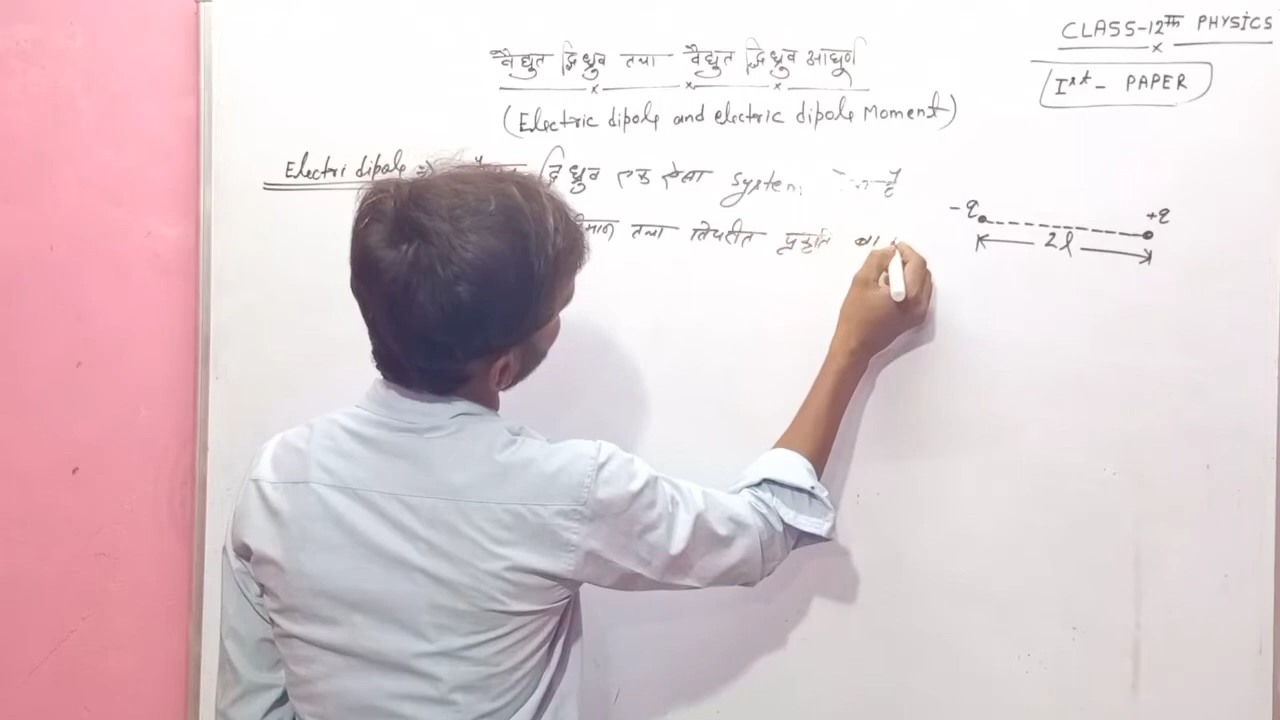 CLASS-12TH PHYSICS
Ist - PAPER
वैद्युत द्विध्रुव तथा वैद्युत द्विध्रुव आघूर्ण
(Electric dipole and electric dipole Moment)
Electri dipole ⇒ द्विध्रुव एक ऐसा System है
तथा विपरीत प्रकृति
-q +q
2l